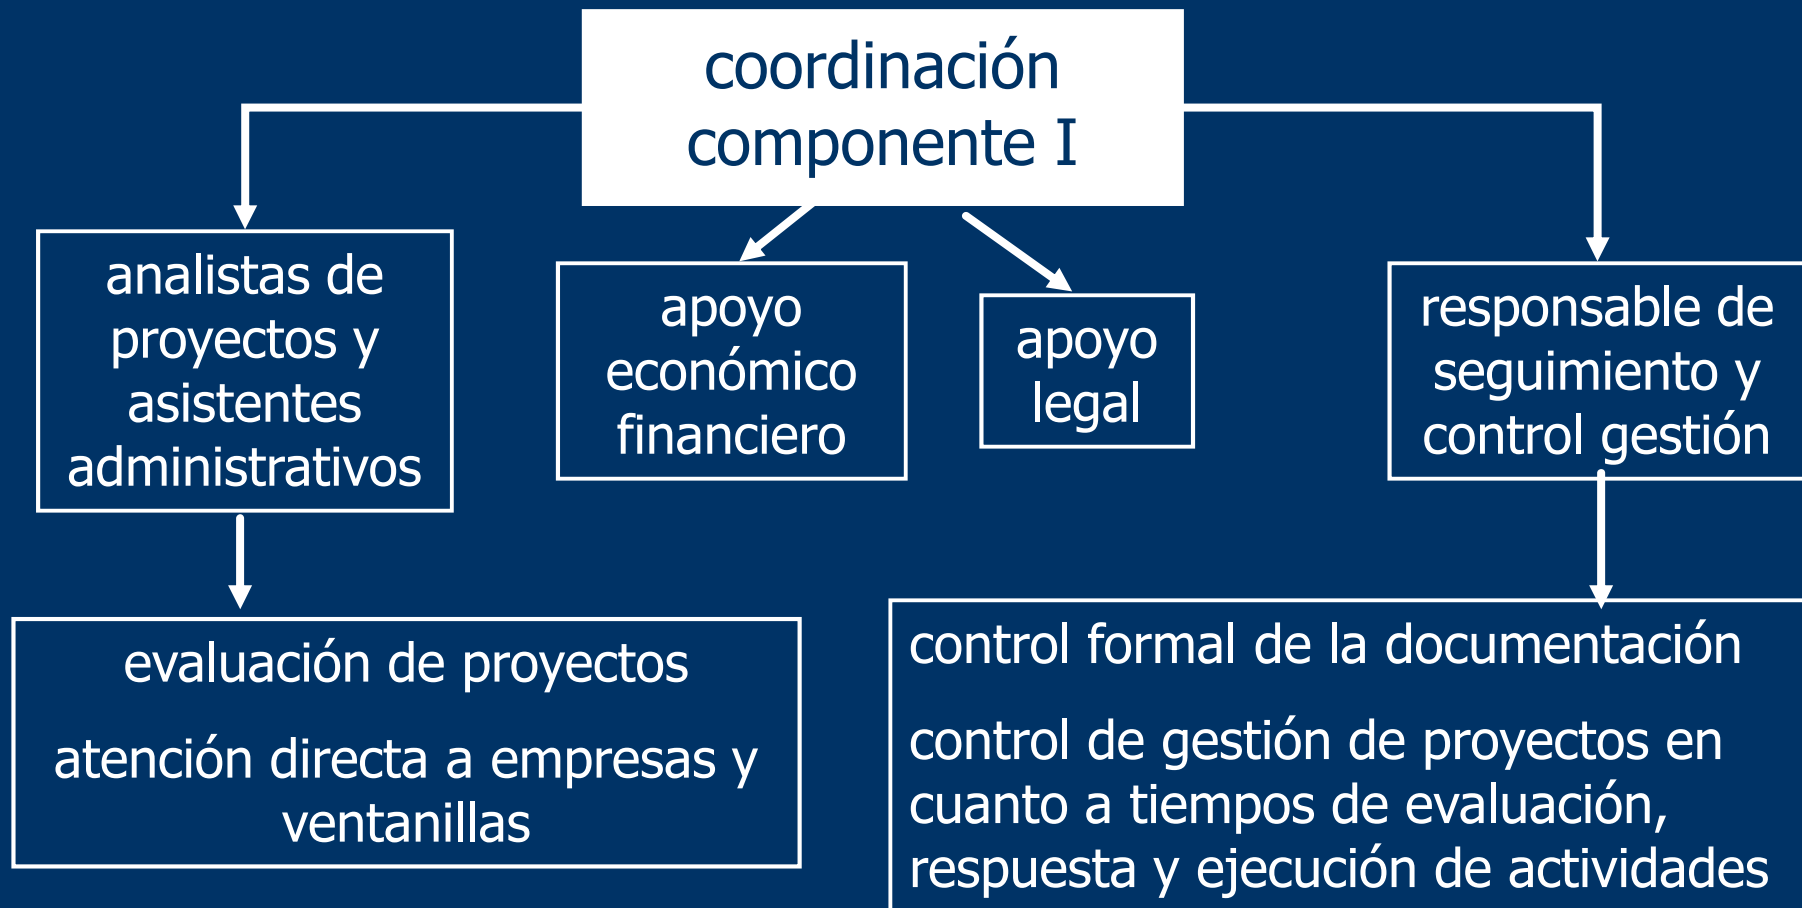 coordinación
componente I
analistas de
proyectos y
asistentes
administrativos
apoyo
económico
financiero
apoyo
legal
responsable de
seguimiento y
control gestión
evaluación de proyectos
atención directa a empresas y
ventanillas
control formal de la documentación
control de gestión de proyectos en
cuanto a tiempos de evaluación,
respuesta y ejecución de actividades